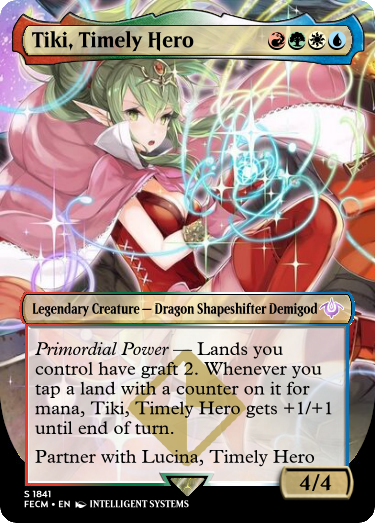 Tiki, Timely Hero
Legendary Creature — Dragon Shapeshifter Demigod
Primordial Power — Lands you
control have graft 2. Whenever you
tap a land with a counter on it for
mana, Tiki, Timely Hero gets +1/+1
until end of turn.
Partner with Lucina, Timely Hero
4/4
S 1841
FECM • EN INTELLIGENT SYSTEMS